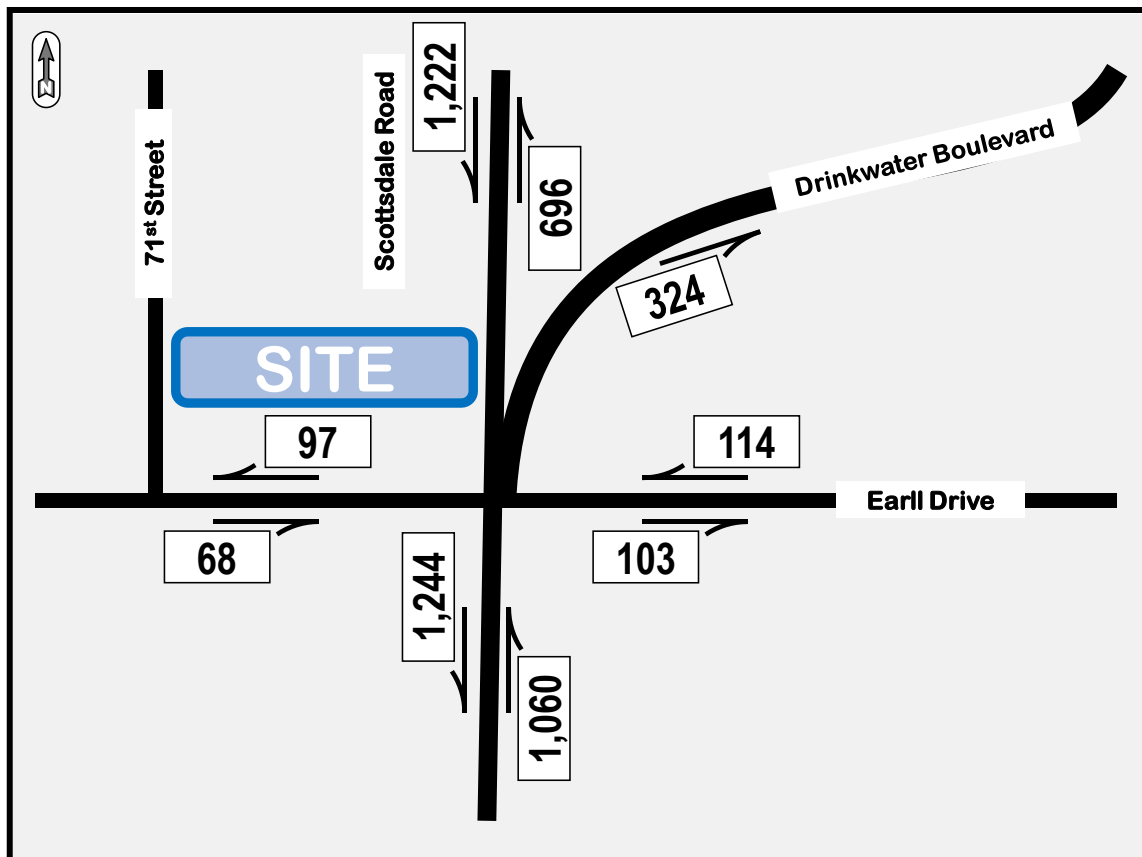 N
1,222
Scottsdale Road
71st Street
696
Drinkwater Boulevard
324
SITE
97
114
Earll Drive
68
103
1,244
1,060